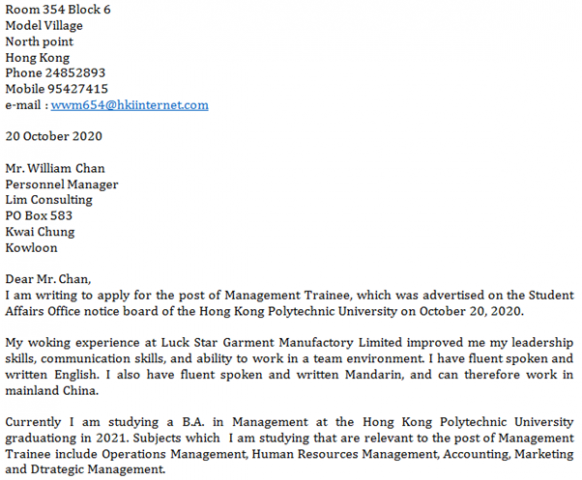 Room 354 Block 6
Model Village
North point
Hong Kong
Phone 24852893
Mobile 95427415
e-mail : wwm654@hkiinternet.com
20 October 2020
Mr. William Chan
Personnel Manager
Lim Consulting
PO Box 583
Kwai Chung
Kowloon
Dear Mr. Chan,
I am writing to apply for the post of Management Trainee, which was advertised on the Student
Affairs Office notice board of the Hong Kong Polytechnic University on October 20, 2020.
My woking experience at Luck Star Garment Manufactory Limited improved me my leadership
skills, communication skills, and ability to work in a team environment. I have fluent spoken and
written English. I also have fluent spoken and written Mandarin, and can therefore work in
mainland China.
Currently I am studying a B.A. in Management at the Hong Kong Polytechnic University
graduationg in 2021. Subjects which I am studying that are relevant to the post of Management
Trainee include Operations Management, Human Resources Management, Accounting, Marketing
and Dtrategic Management.